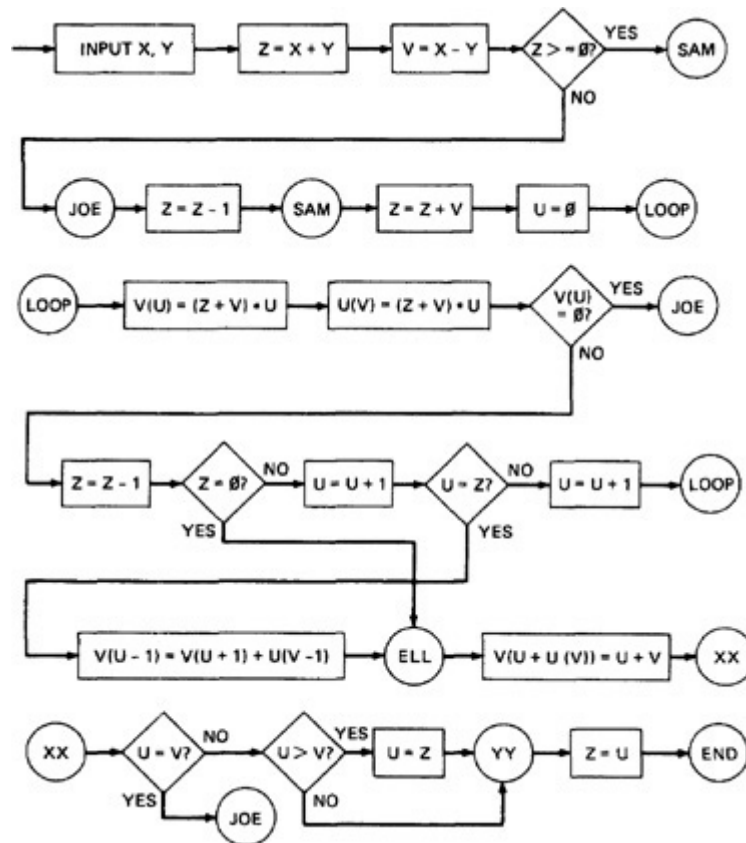 INPUT X, Y
Z = X + Y
V = X - Y
Z > = Ø?
YES
SAM
NO
JOE
Z = Z - 1
SAM
Z = Z + V
U = Ø
LOOP
LOOP
V(U) = (Z + V) * U
U(V) = (Z + V) * U
V(U)
= Ø?
YES
JOE
NO
Z = Z - 1
Z = Ø?
NO
U = U + 1
U = Z?
NO
U = U + 1
LOOP
YES
YES
V(U - 1) = V(U + 1) + U(V - 1)
ELL
V(U + U (V)) = U + V
XX
XX
U = V?
NO
U > V?
YES
U = Z
YY
Z = U
END
YES
JOE
NO